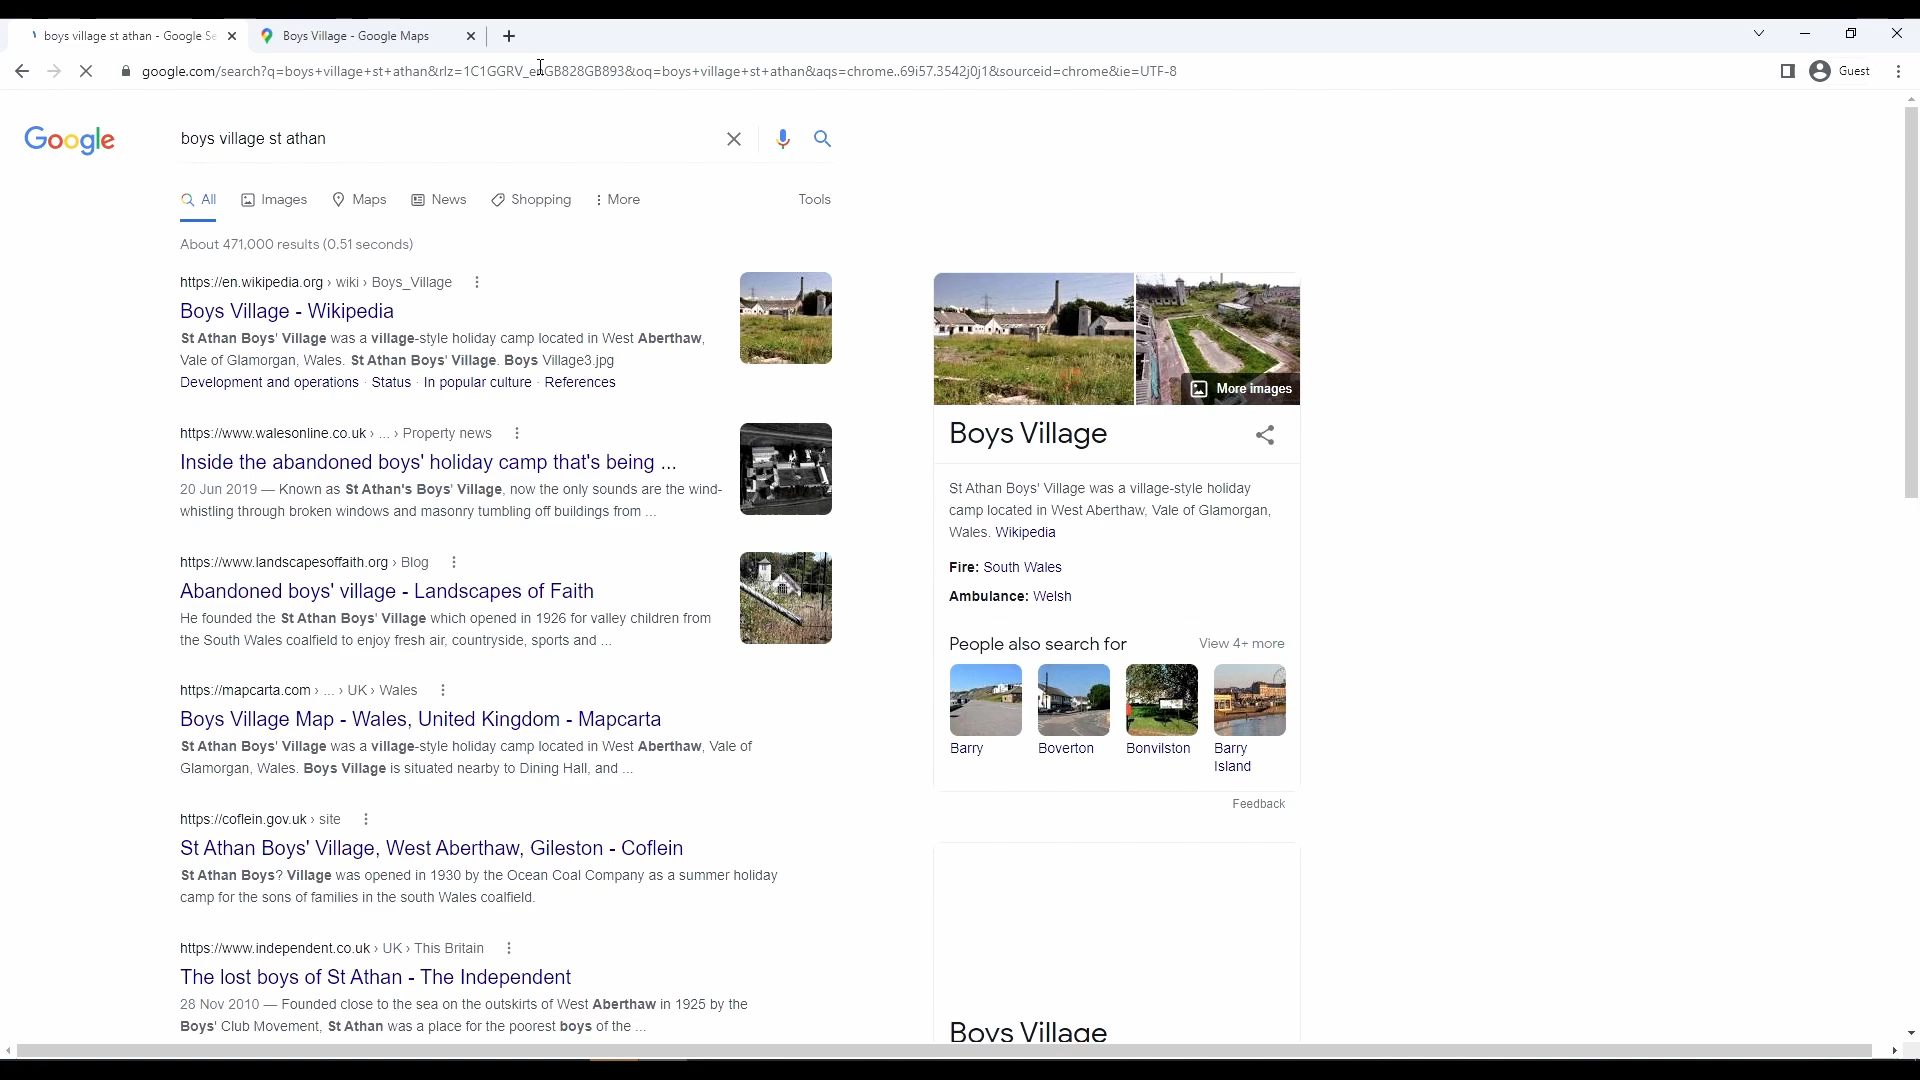 boys village st athan - Google Se
Boys Village - Google Maps
google.com/search?q=boys+village+st+athan&rlz=1C1GGRV_enGB828GB893&oq=boys+village+st+athan&aqs=chrome..69i57.3542j0j1&sourceid=chrome&ie=UTF-8
Guest
Google
boys village st athan
All
Images
Maps
News
Shopping
More
Tools
About 471,000 results (0.51 seconds)
https://en.wikipedia.org › wiki › Boys_Village
Boys Village - Wikipedia
St Athan Boys' Village was a village-style holiday camp located in West Aberthaw,
Vale of Glamorgan, Wales. St Athan Boys' Village. Boys Village3.jpg
Development and operations · Status · In popular culture · References
https://www.walesonline.co.uk › ... › Property news
Inside the abandoned boys' holiday camp that's being ...
20 Jun 2019 — Known as St Athan's Boys' Village, now the only sounds are the wind-
whistling through broken windows and masonry tumbling off buildings from ...
https://www.landscapesoffaith.org › Blog
Abandoned boys' village - Landscapes of Faith
He founded the St Athan Boys' Village which opened in 1926 for valley children from
the South Wales coalfield to enjoy fresh air, countryside, sports and ...
https://mapcarta.com › ... › UK › Wales
Boys Village Map - Wales, United Kingdom - Mapcarta
St Athan Boys' Village was a village-style holiday camp located in West Aberthaw, Vale of
Glamorgan, Wales. Boys Village is situated nearby to Dining Hall, and ...
https://coflein.gov.uk › site
St Athan Boys' Village, West Aberthaw, Gileston - Coflein
St Athan Boys? Village was opened in 1930 by the Ocean Coal Company as a summer holiday
camp for the sons of families in the south Wales coalfield.
https://www.independent.co.uk › UK › This Britain
The lost boys of St Athan - The Independent
28 Nov 2010 — Founded close to the sea on the outskirts of West Aberthaw in 1925 by the
Boys' Club Movement, St Athan was a place for the poorest boys of the ...
More images
Boys Village
St Athan Boys' Village was a village-style holiday
camp located in West Aberthaw, Vale of Glamorgan,
Wales. Wikipedia
Fire: South Wales
Ambulance: Welsh
People also search for
View 4+ more
Barry
Boverton
Bonvilston
Barry
Island
Feedback
Boys Village